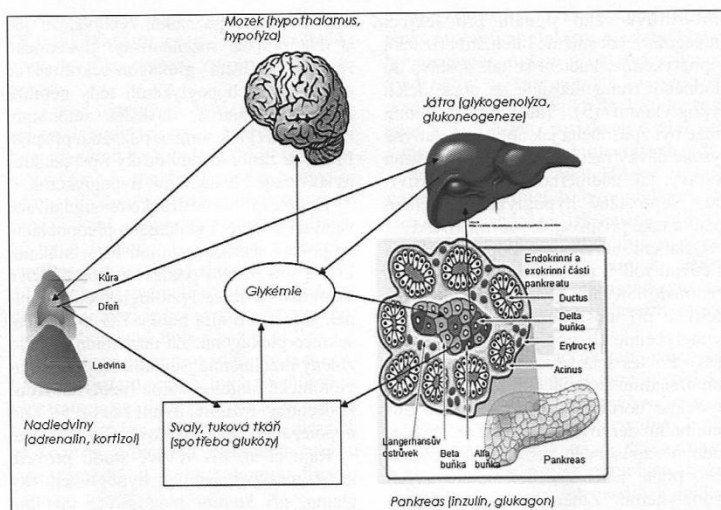 Mozek (hypothalamus,
hypofýza)
Játra (glykogenolýza,
glukoneogeneze)
Kůra
Dřeň
Ledvina
Glykémie
Endokrinní a
exokrinní části
pankreatu
Ductus
Delta
buňka
Erytrocyt
Acinus
Nadledviny
(adrenalin, kortizol)
Svaly, tuková tkáň
(spotřeba glukózy)
Langerhansův
ostrůvek
Beta
buňka
Alfa
buňka
Pankreas
Pankreas (inzulín, glukagon)